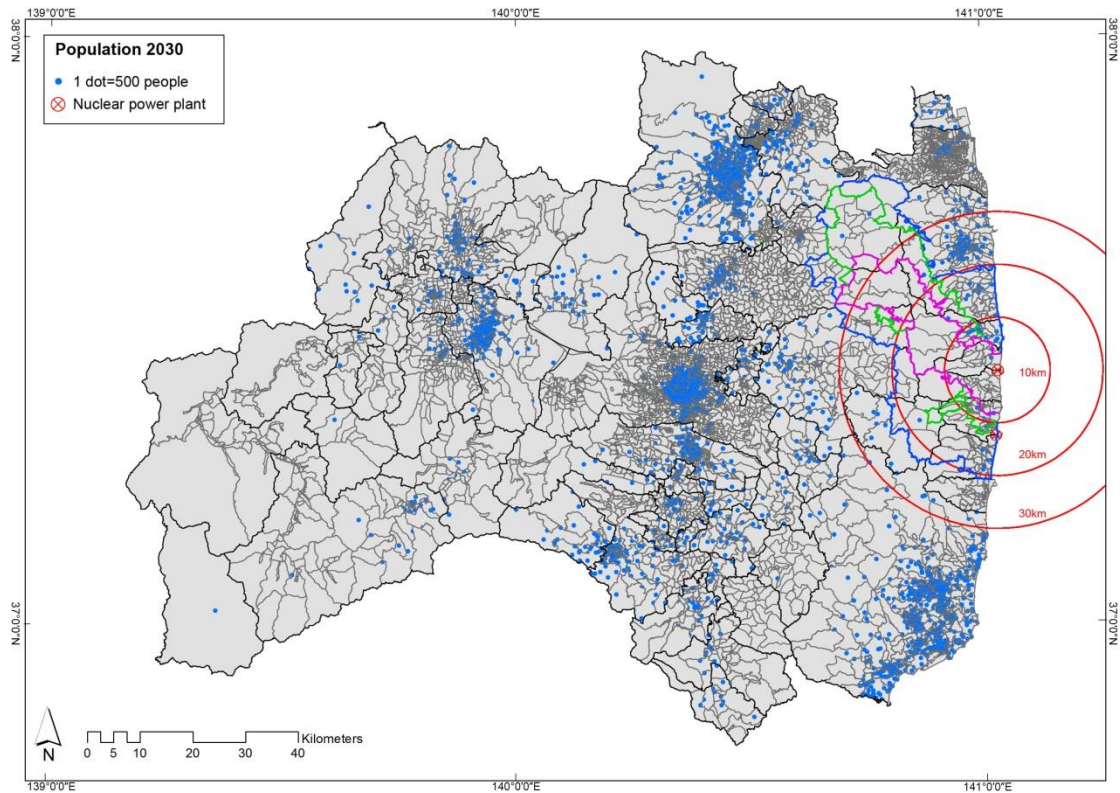 139°0'0"E
140°0'0"E
141°0'0"E
38°0'0"N
38°0'0"N
Population 2030
1 dot=500 people
Nuclear power plant
10km
20km
30km
37°0'0"N
37°0'0"N
N
Kilometers
0 5 10 20 30 40
139°0'0"E
140°0'0"E
141°0'0"E